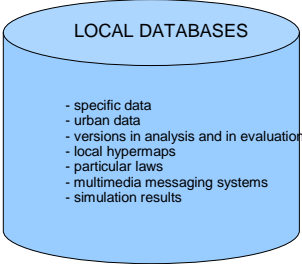 LOCAL DATABASES
- specific data
- urban data
- versions in analysis and in evaluation
- local hypermaps
- particular laws
- multimedia messaging systems
- simulation results